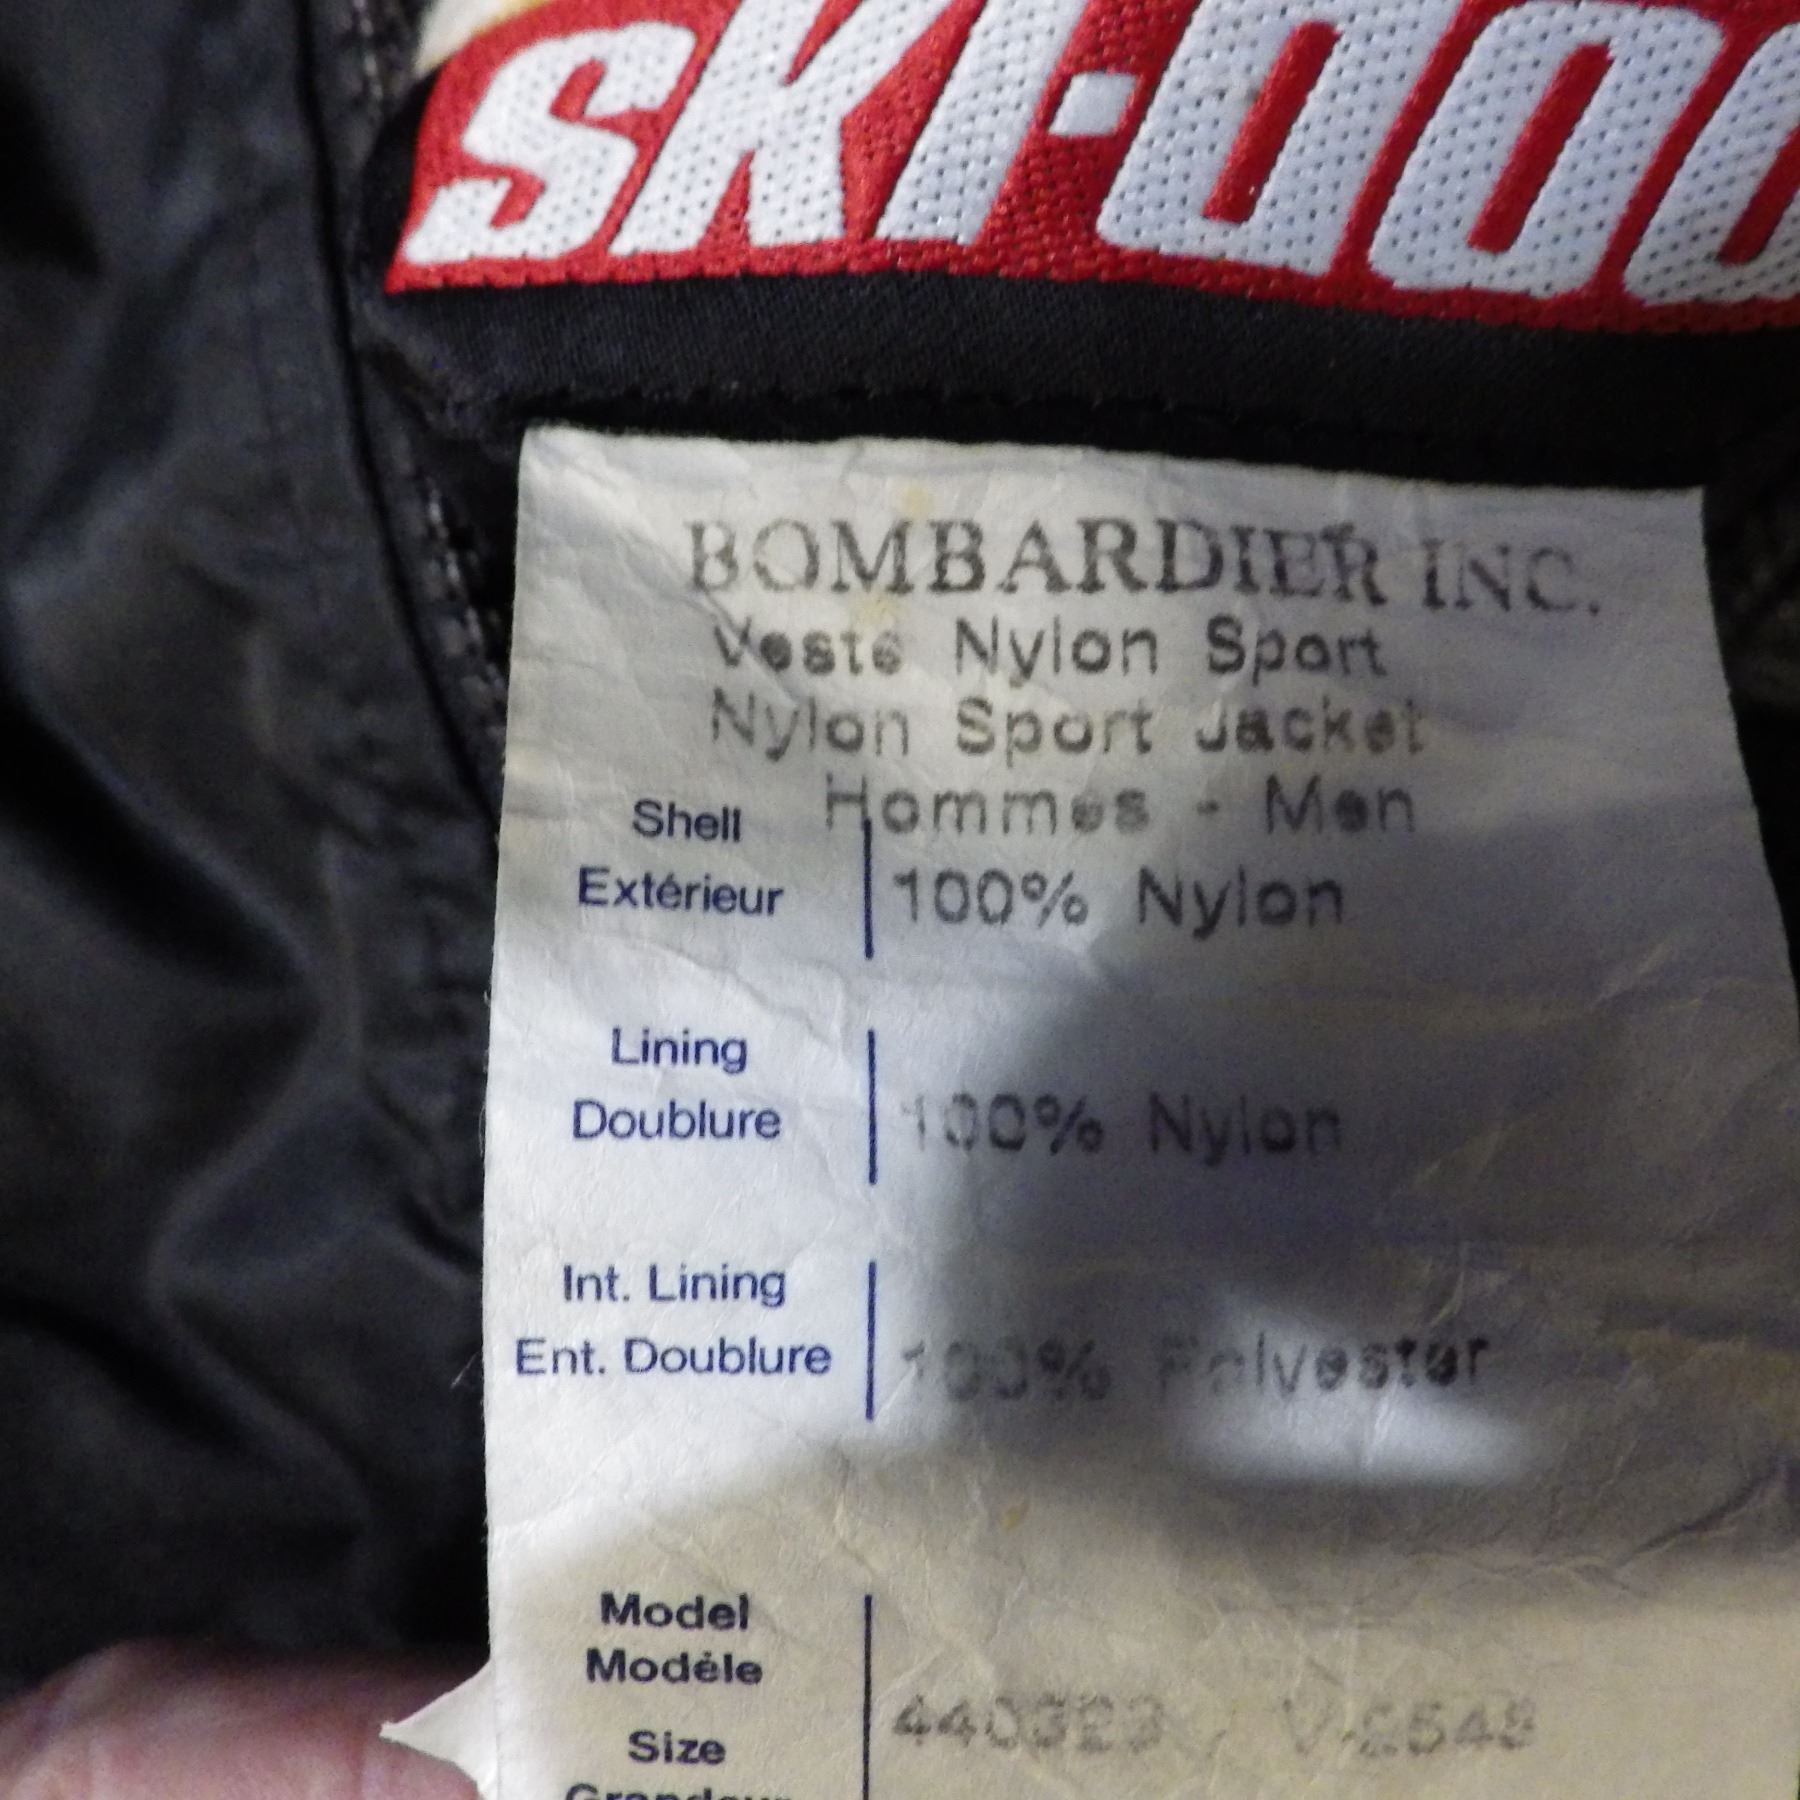 ski-doo
BOMBARDIER INC.
Veste Nylon Sport
Nylon Sport Jacket
Hommes - Men
Shell
Extérieur 100% Nylon
Lining
Doublure 100% Nylon
Int. Lining
Ent. Doublure 100% Polyester
Model
Modèle
Size
Grandeur